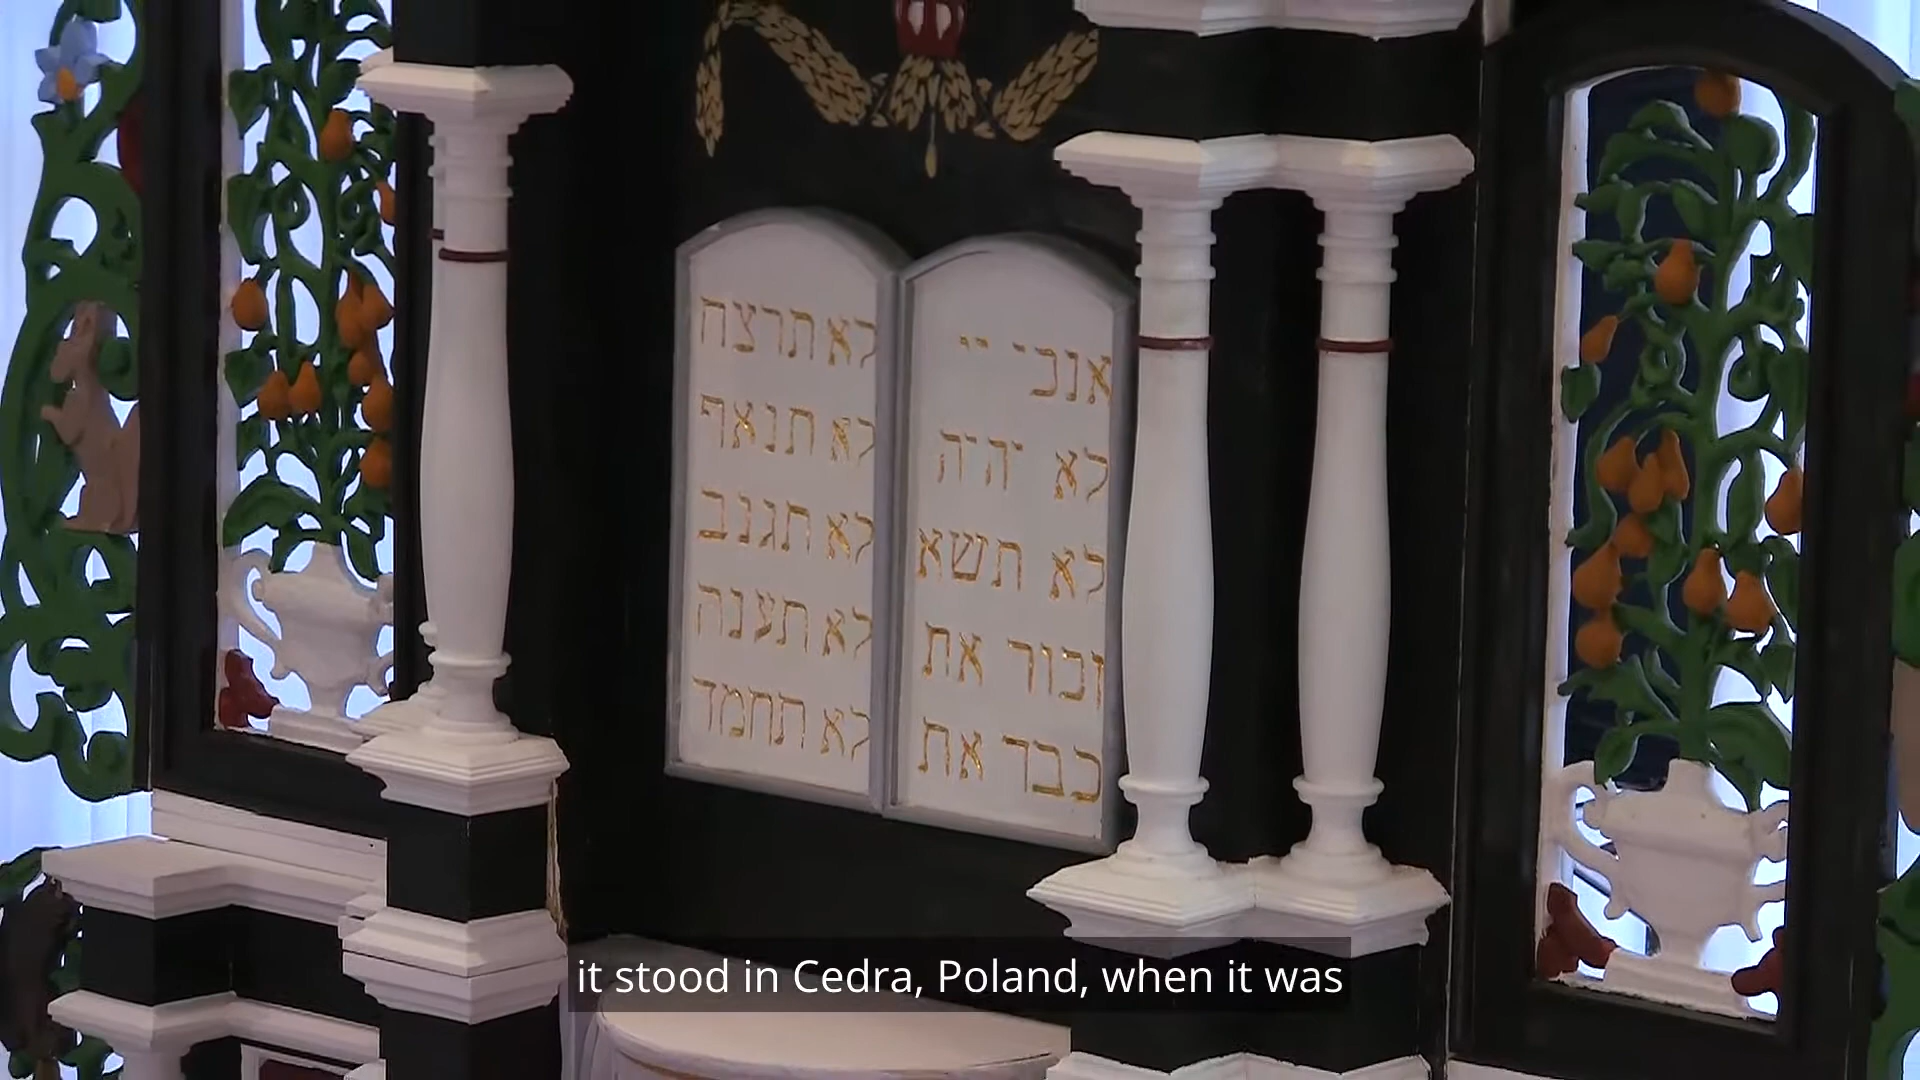 אנכי יי
לא יהיה
לא תשא
זכור את
כבד את
לא תרצח
לא תנאף
לא תגנב
לא תענה
לא תחמד
it stood in Cedra, Poland, when it was